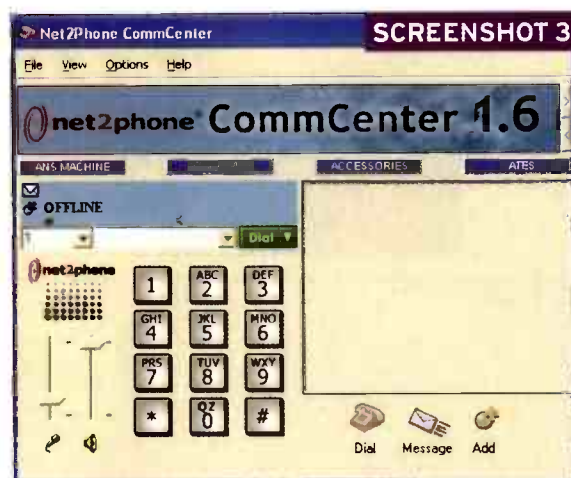 Net2Phone CommCenter
SCREENSHOT 3
File View Options Help
net2phone CommCenter 1.6
ANS MACHINE
ACCESSORIES
ATES
OFFLINE
1
Dial
net2phone
1
ABC 2
DEF 3
GHI 4
JKL 5
MNO 6
PRS 7
TUV 8
WXY 9
*
QZ 0
#
Dial Message Add